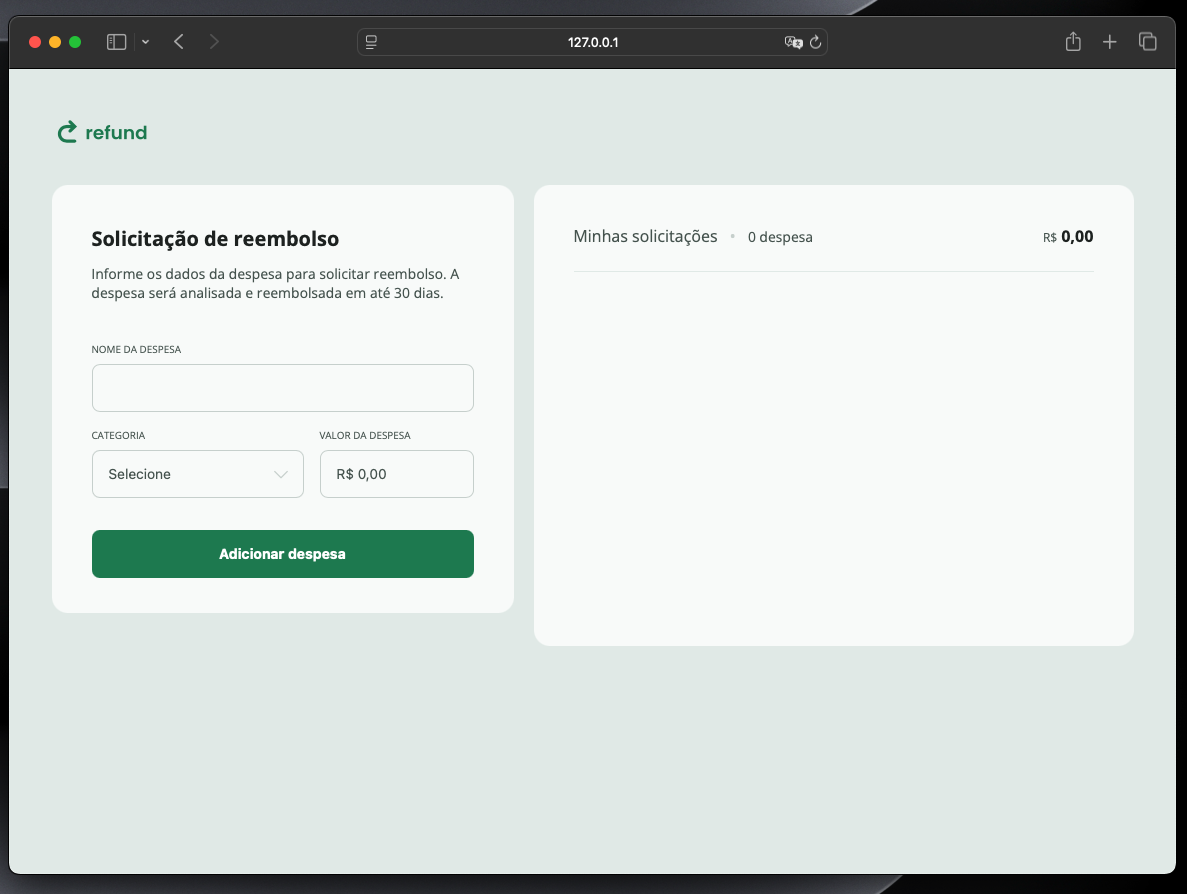 127.0.0.1
refund
Solicitação de reembolso
Informe os dados da despesa para solicitar reembolso. A
despesa será analisada e reembolsada em até 30 dias.
NOME DA DESPESA
CATEGORIA
VALOR DA DESPESA
Selecione
R$ 0,00
Adicionar despesa
Minhas solicitações • 0 despesa
R$ 0,00